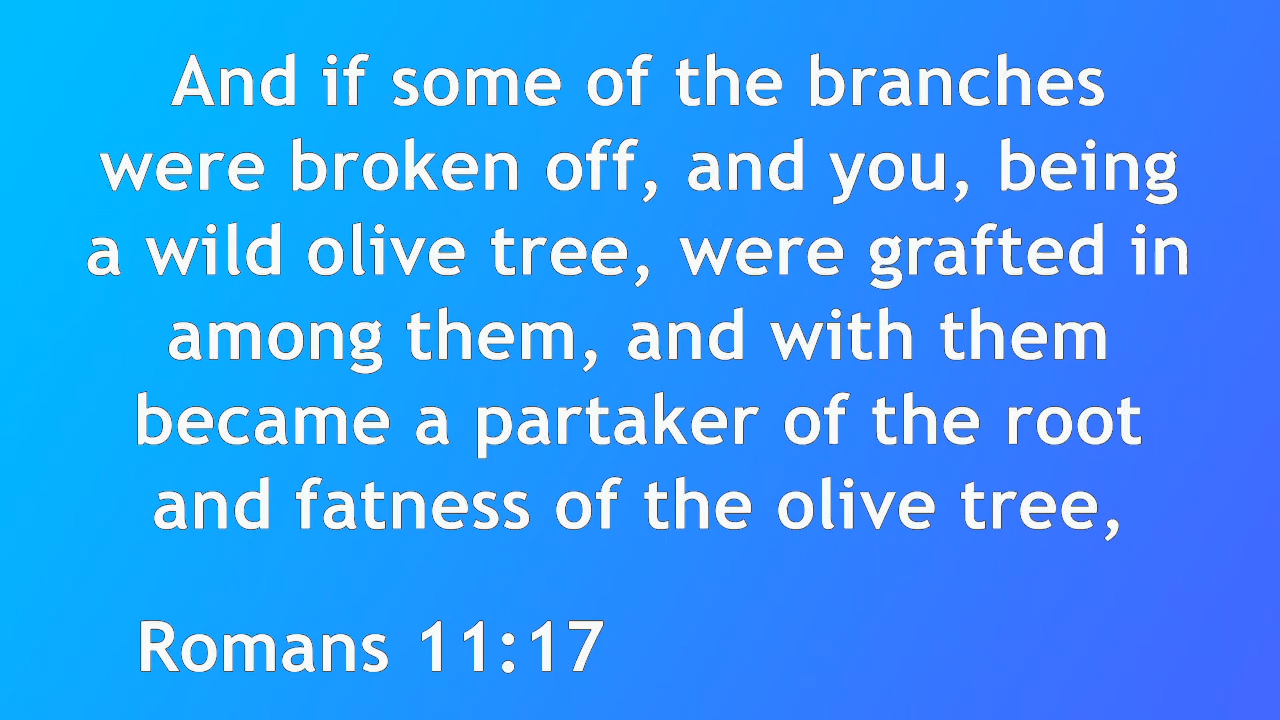 And if some of the branches
were broken off, and you, being
a wild olive tree, were grafted in
among them, and with them
became a partaker of the root
and fatness of the olive tree,
Romans 11:17